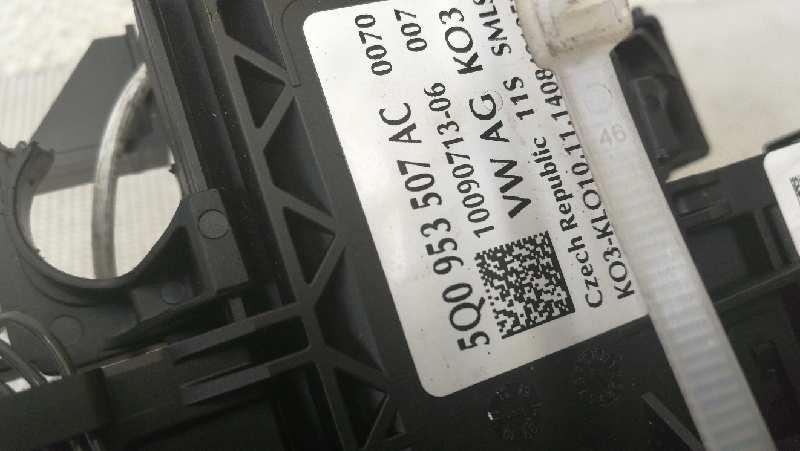 5Q0 953 507 AC 0070
10090713-06 007
VW AG KO3
11S SWLS
Czech Republic
KO3-KLO10.11.1408
46